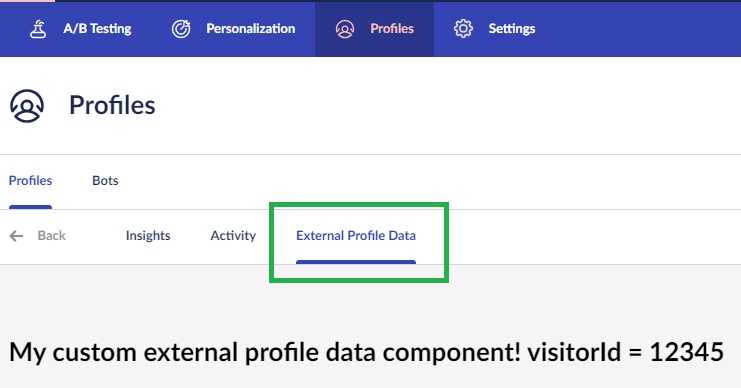 A/B Testing Personalization Profiles Settings
Profiles
Profiles Bots
Back Insights Activity External Profile Data
My custom external profile data component! visitorId = 12345